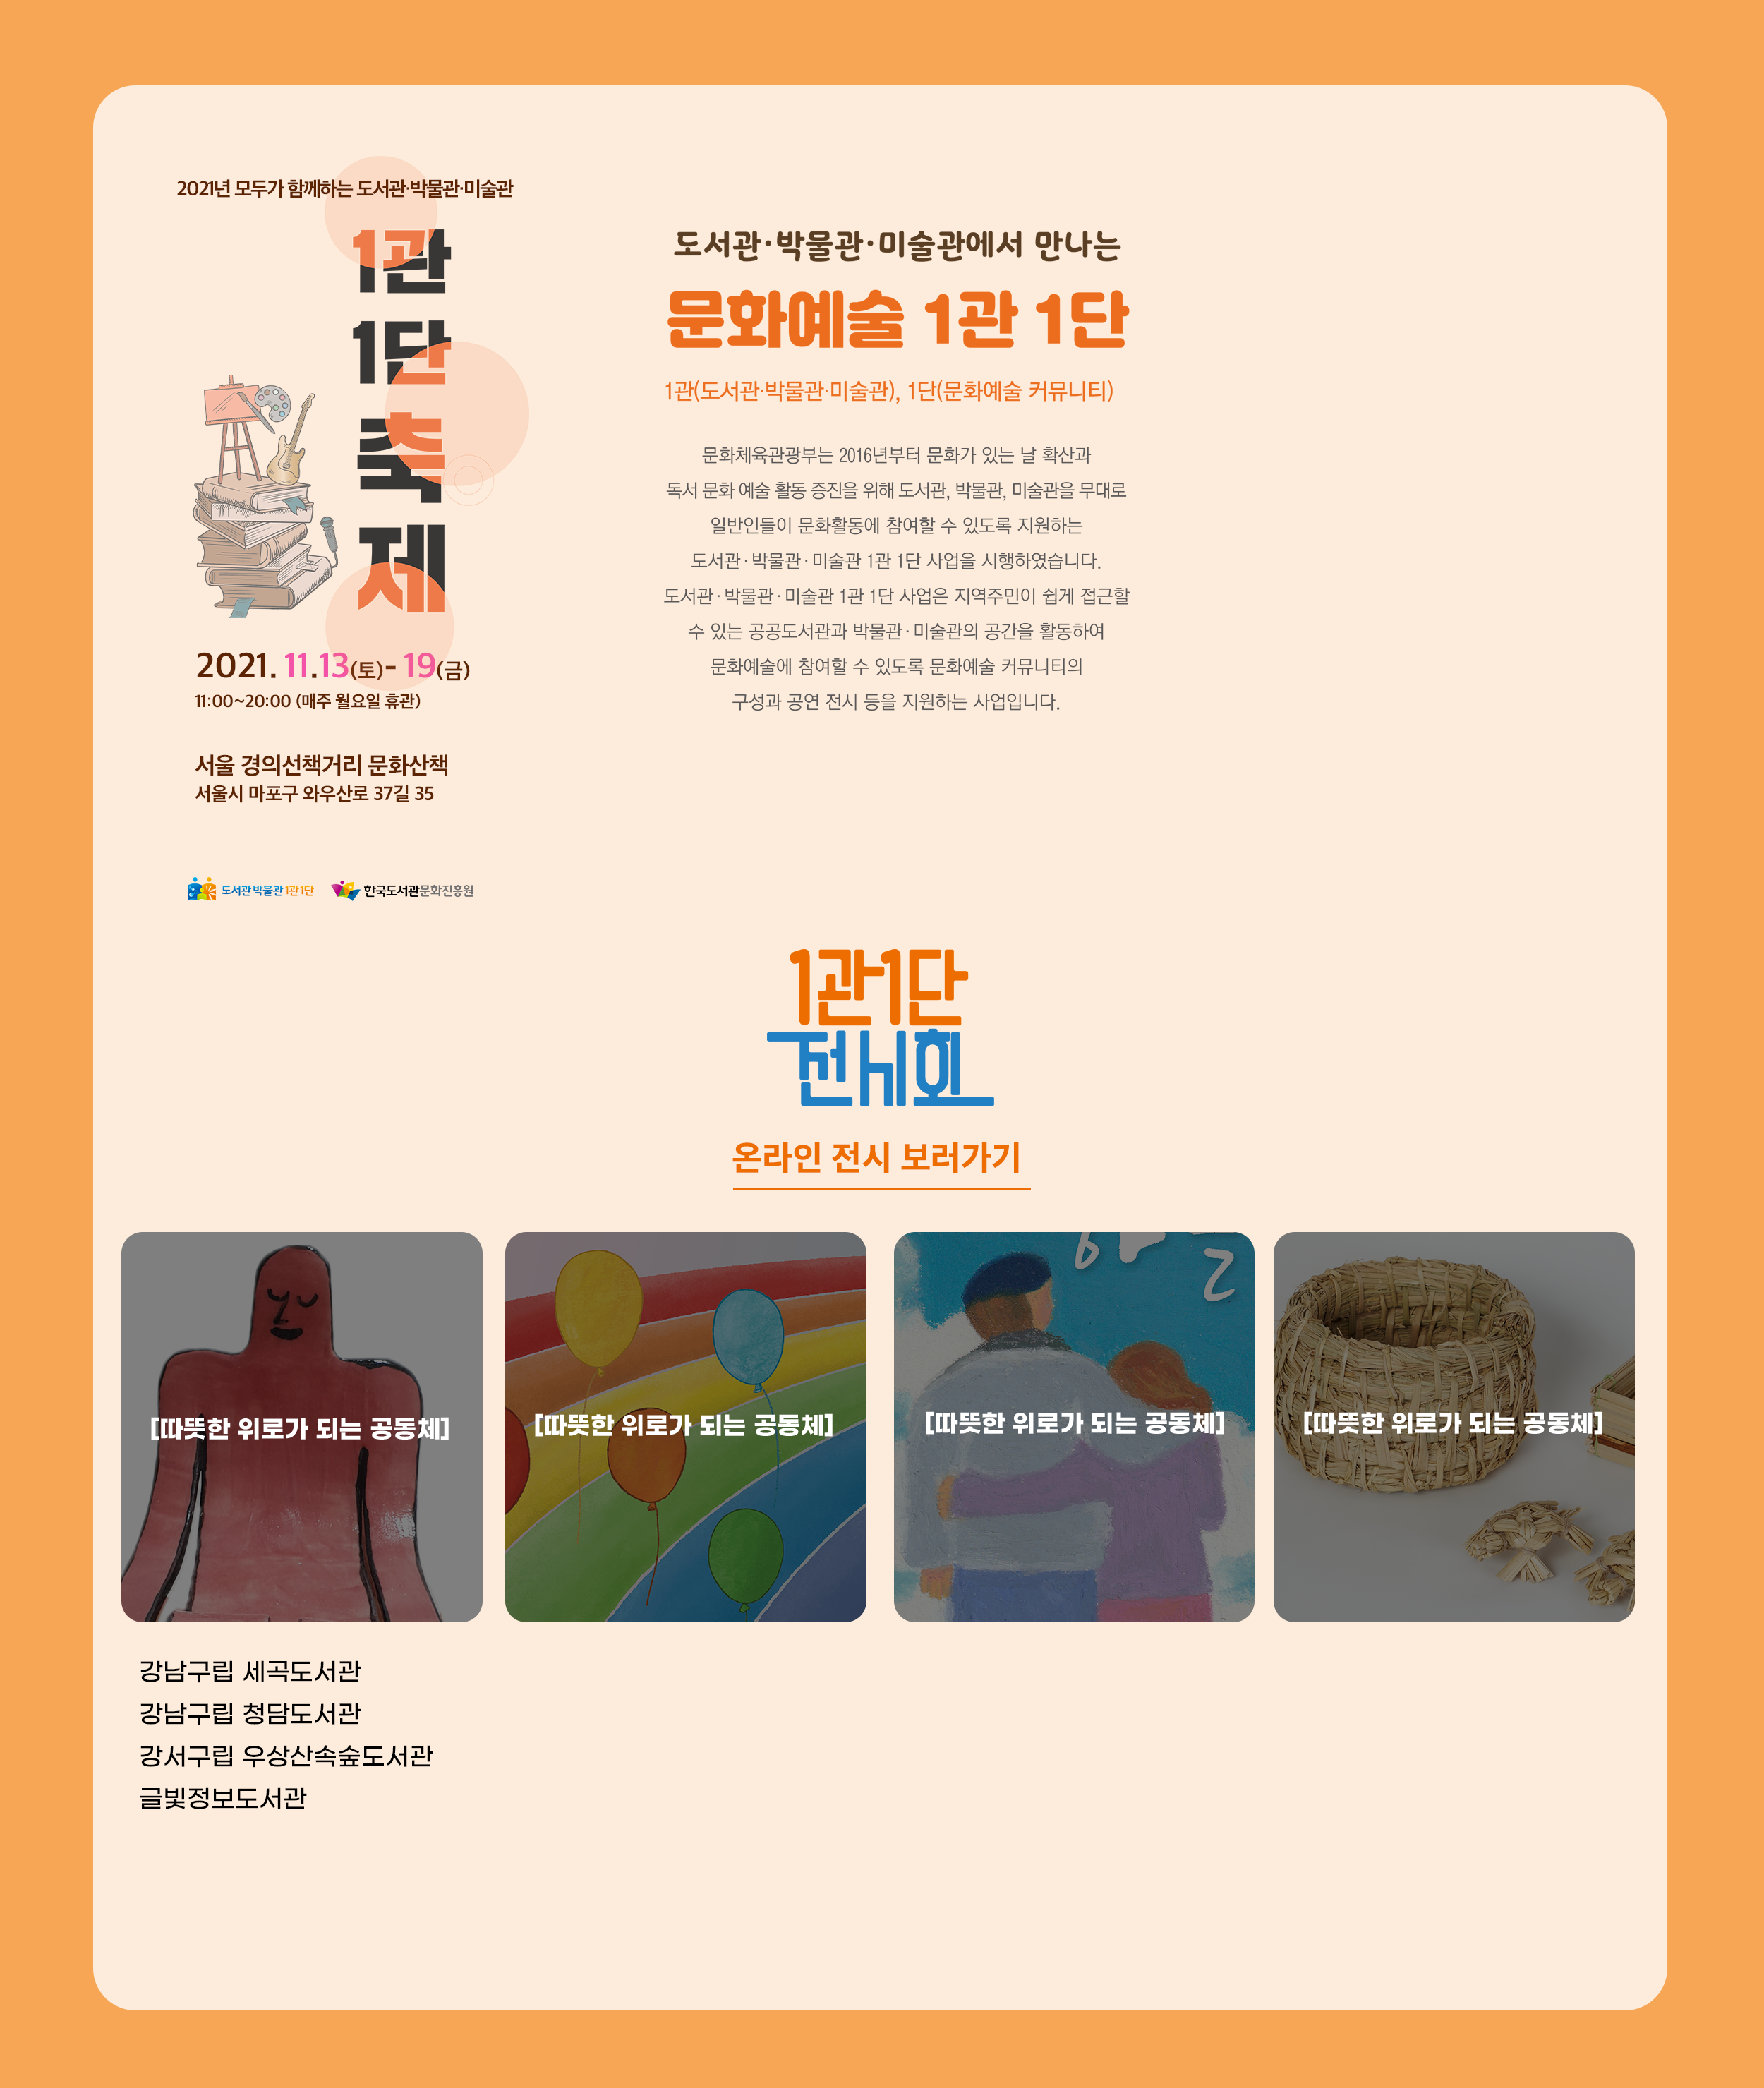 2021년 모두가 함께하는 도서관·박물관·미술관
1관
1단
축
제
2021. 11.13(토)- 19(금)
11:00~20:00 (매주 월요일 휴관)
서울 경의선책거리 문화산책
서울시 마포구 와우산로 37길 35
도서관 박물관 1관1단
한국도서관문화진흥원
도서관·박물관·미술관에서 만나는
문화예술 1관 1단
1관(도서관·박물관·미술관), 1단(문화예술 커뮤니티)
문화체육관광부는 2016년부터 문화가 있는 날 확산과
독서 문화 예술 활동 증진을 위해 도서관, 박물관, 미술관을 무대로
일반인들이 문화활동에 참여할 수 있도록 지원하는
도서관·박물관·미술관 1관 1단 사업을 시행하였습니다.
도서관·박물관·미술관 1관 1단 사업은 지역주민이 쉽게 접근할
수 있는 공공도서관과 박물관·미술관의 공간을 활동하여
문화예술에 참여할 수 있도록 문화예술 커뮤니티의
구성과 공연 전시 등을 지원하는 사업입니다.
1관1단
전시회
온라인 전시 보러가기
[따뜻한 위로가 되는 공동체]
[따뜻한 위로가 되는 공동체]
[따뜻한 위로가 되는 공동체]
[따뜻한 위로가 되는 공동체]
강남구립 세곡도서관
강남구립 청담도서관
강서구립 우상산속숲도서관
글빛정보도서관